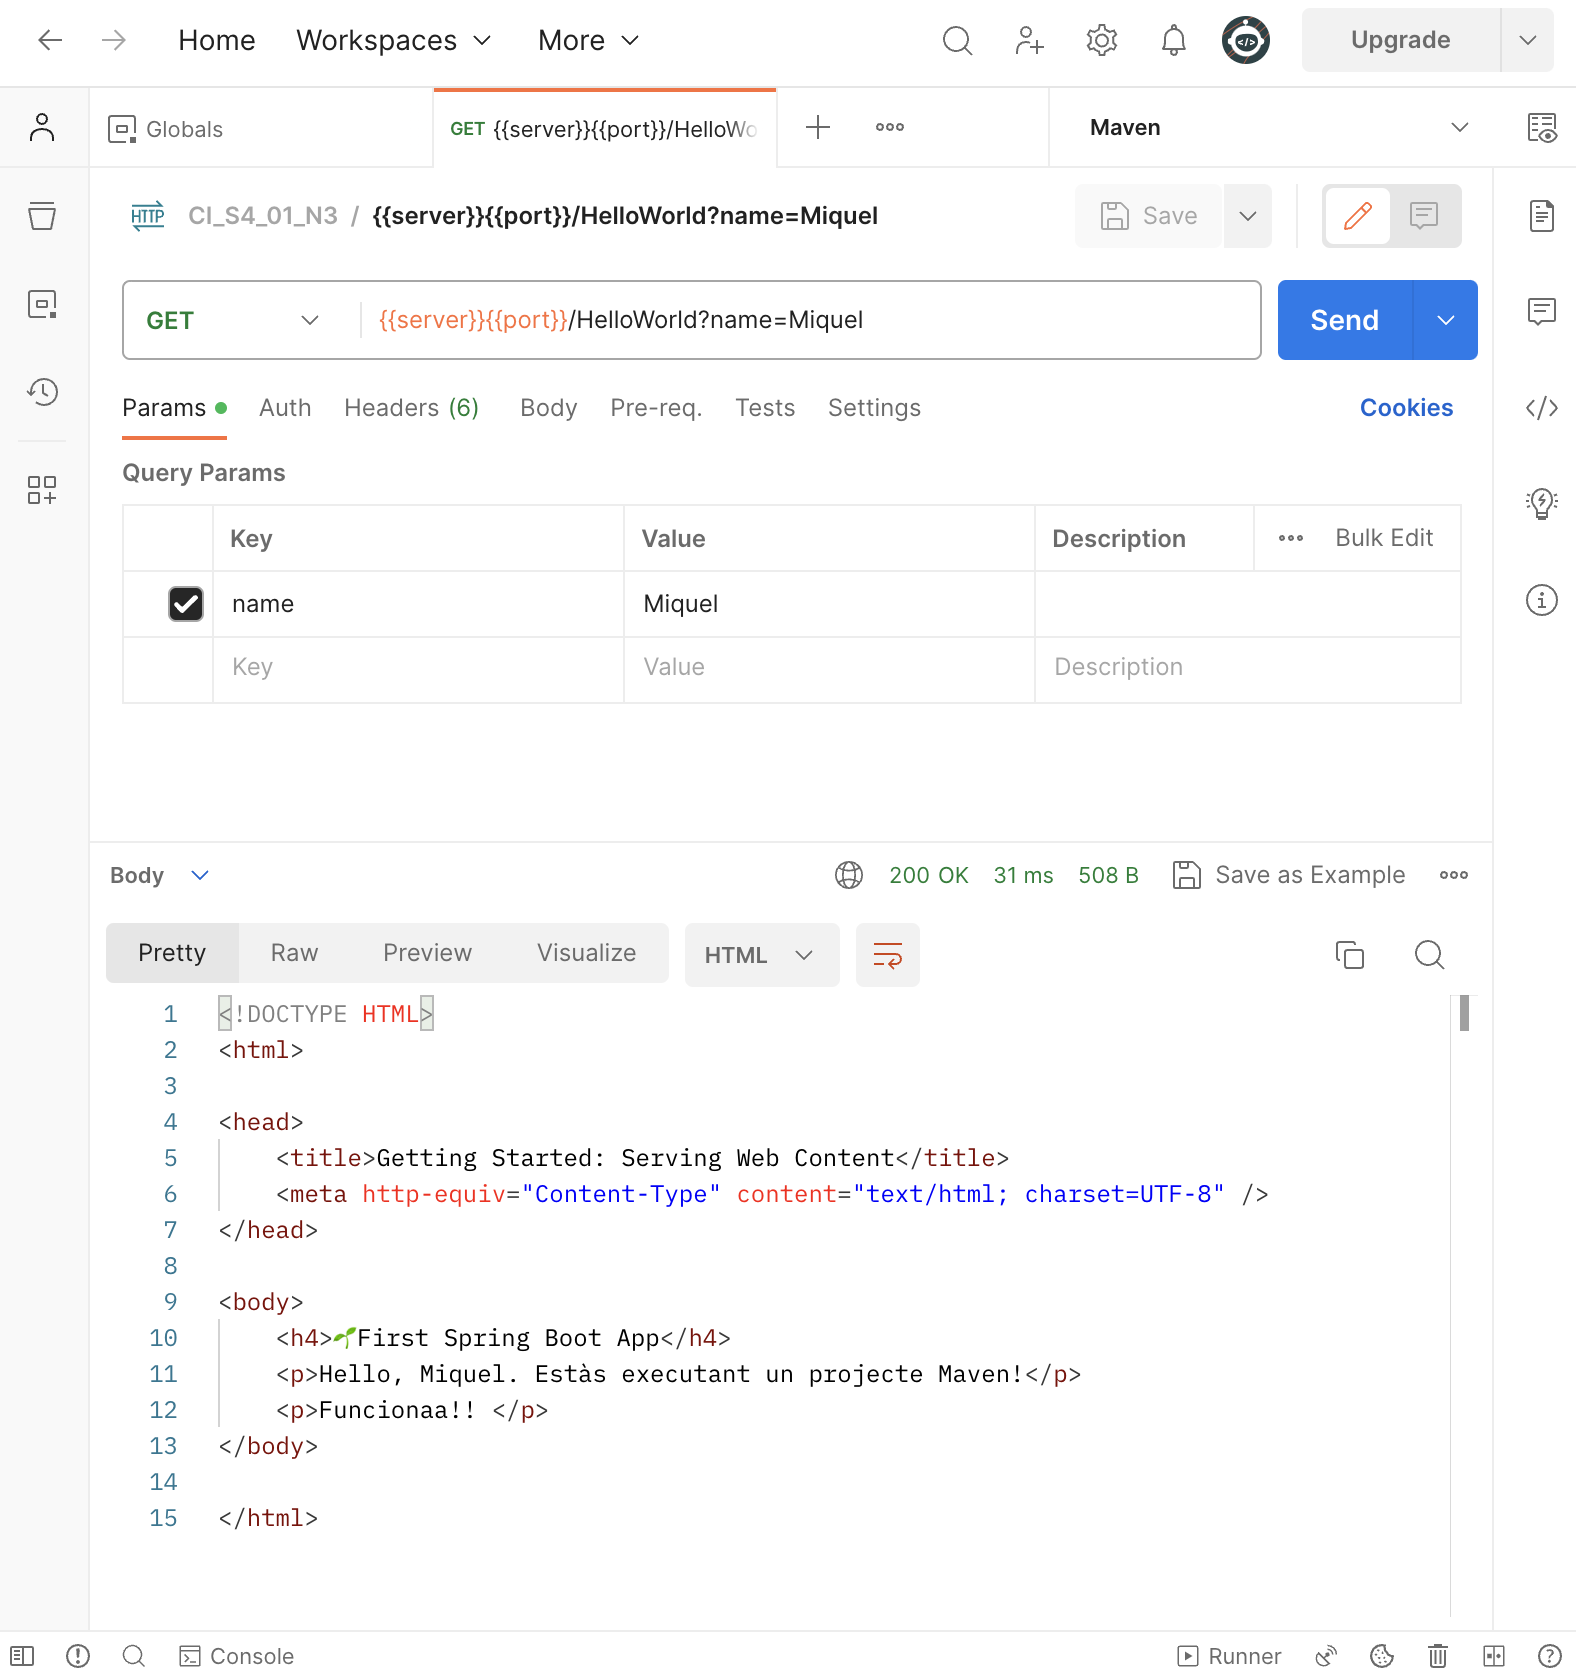 Home Workspaces More Upgrade
Globals GET {{server}}{{port}}/HelloWo Maven
HTTP CI_S4_01_N3 / {{server}}{{port}}/HelloWorld?name=Miquel Save
GET {{server}}{{port}}/HelloWorld?name=Miquel Send
Params Auth Headers (6) Body Pre-req. Tests Settings Cookies
Query Params
Key Value Description Bulk Edit
name Miquel
Key Value Description
Body 200 OK 31 ms 508 B Save as Example
Pretty Raw Preview Visualize HTML
1 <!DOCTYPE HTML>
2 <html>
3
4 <head>
5 <title>Getting Started: Serving Web Content</title>
6 <meta http-equiv="Content-Type" content="text/html; charset=UTF-8" />
7 </head>
8
9 <body>
10 <h4>🌱First Spring Boot App</h4>
11 <p>Hello, Miquel. Estàs executant un projecte Maven!</p>
12 <p>Funcionaa!! </p>
13 </body>
14
15 </html>
Console Runner